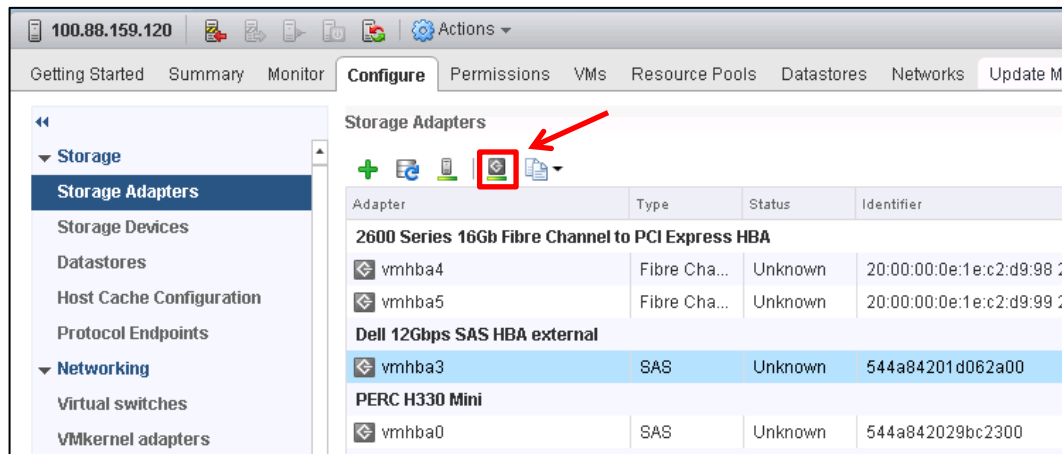 100.88.159.120 Actions
Getting Started Summary Monitor Configure Permissions VMs Resource Pools Datastores Networks Update M
Storage
Storage Adapters
Storage Devices
Datastores
Host Cache Configuration
Protocol Endpoints
Networking
Virtual switches
VMkernel adapters
Storage Adapters
Adapter Type Status Identifier
2600 Series 16Gb Fibre Channel to PCI Express HBA
vmhba4 Fibre Cha... Unknown 20:00:00:0e:1e:c2:d9:98 2
vmhba5 Fibre Cha... Unknown 20:00:00:0e:1e:c2:d9:99 2
Dell 12Gbps SAS HBA external
vmhba3 SAS Unknown 544a84201d062a00
PERC H330 Mini
vmhba0 SAS Unknown 544a842029bc2300